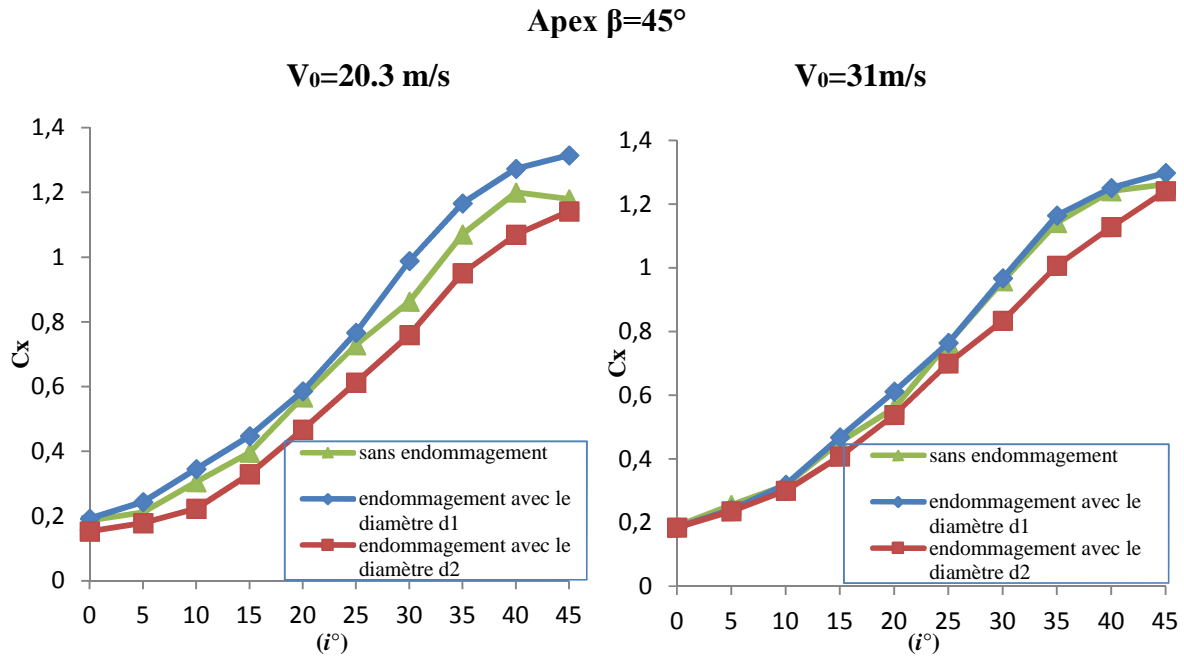 Apex β=45°
V₀=20.3 m/s
V₀=31m/s
1,4
1,2
1
0,8
0,6
0,4
0,2
0
Cx
0 5 10 15 20 25 30 35 40 45
(i°)
sans endommagement
endommagement avec le
diamètre d1
endommagement avec le
diamètre d2
1,4
1,2
1
0,8
0,6
0,4
0,2
0
Cx
0 5 10 15 20 25 30 35 40 45
(i°)
sans endommagement
endommagement avec le
diamètre d1
endommagement avec le
diamètre d2